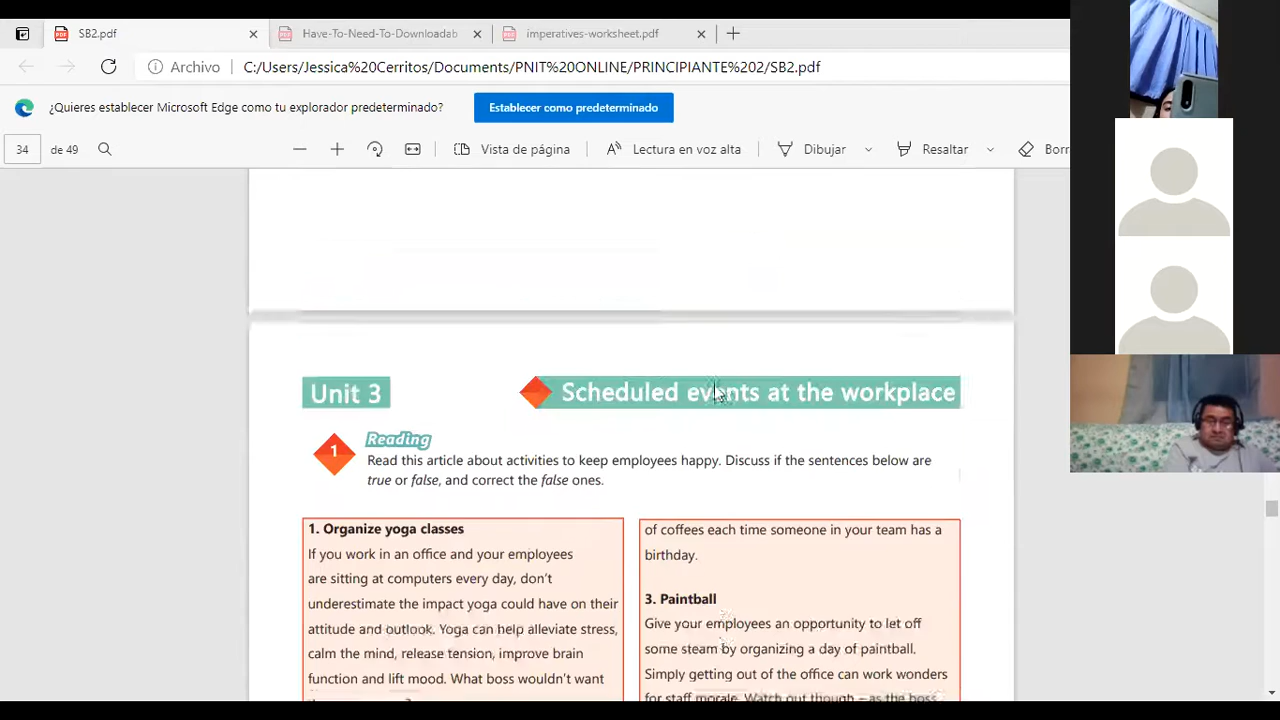 SB2.pdf
Have-To-Need-To-Downloadab
imperatives-worksheet.pdf
Archivo C:/Users/Jessica%20Cerritos/Documents/PNIT%20ONLINE/PRINCIPIANTE%202/SB2.pdf
¿Quieres establecer Microsoft Edge como tu explorador predeterminado? Establecer como predeterminado
34 de 49 Vista de página Lectura en voz alta Dibujar Resaltar Borr
Unit 3 Scheduled events at the workplace
1 Reading
Read this article about activities to keep employees happy. Discuss if the sentences below are
true or false, and correct the false ones.
1. Organize yoga classes
If you work in an office and your employees
are sitting at computers every day, don't
underestimate the impact yoga could have on their
attitude and outlook. Yoga can help alleviate stress,
calm the mind, release tension, improve brain
function and lift mood. What boss wouldn't want
of coffees each time someone in your team has a
birthday.
3. Paintball
Give your employees an opportunity to let off
some steam by organizing a day of paintball.
Simply getting out of the office can work wonders
for staff morale. Watch out though – as the boss